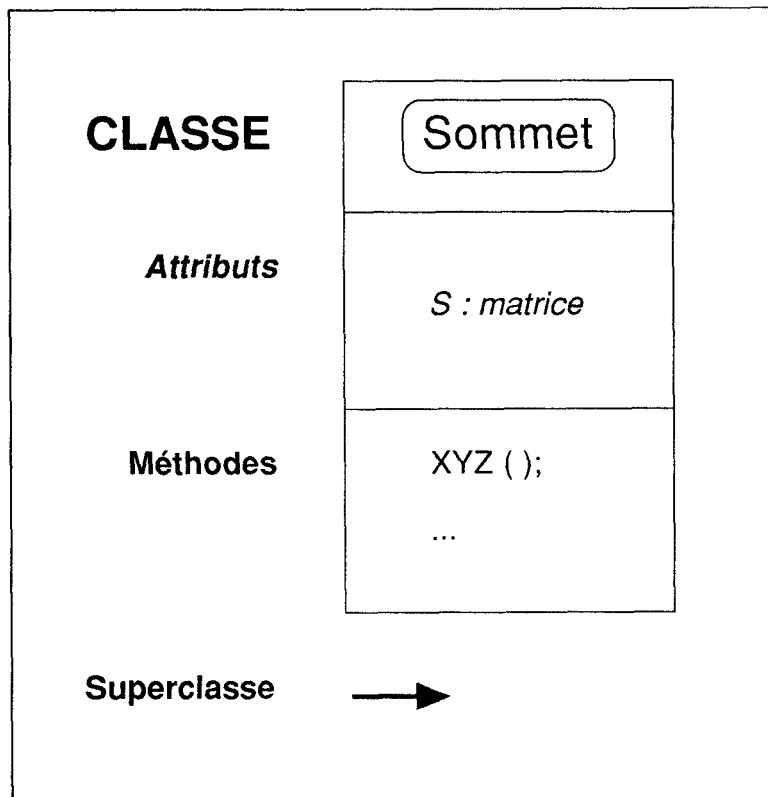 CLASSE Sommet
Attributs
S : matrice
Méthodes XYZ ( );
...
Superclasse